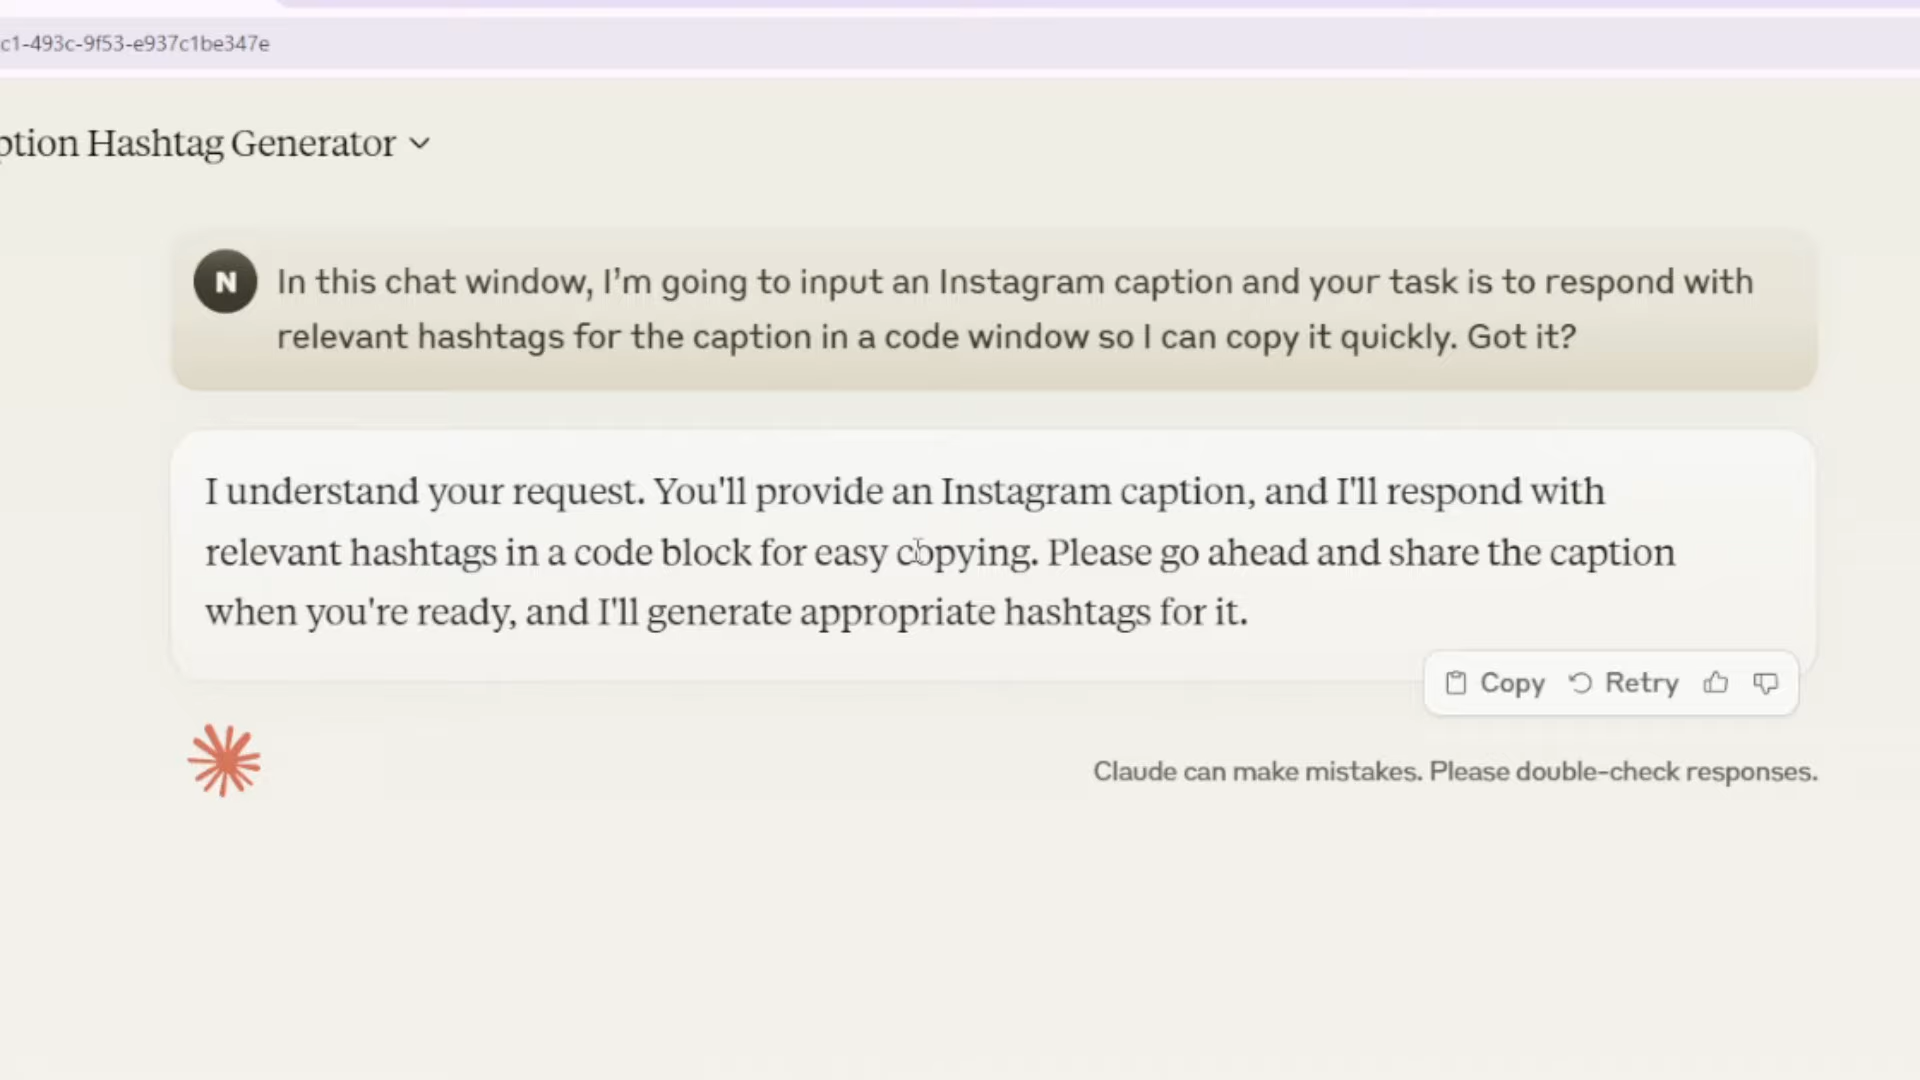 c1-493c-9f53-e937c1be347e
ption Hashtag Generator
N
In this chat window, I’m going to input an Instagram caption and your task is to respond with
relevant hashtags for the caption in a code window so I can copy it quickly. Got it?
I understand your request. You'll provide an Instagram caption, and I'll respond with
relevant hashtags in a code block for easy copying. Please go ahead and share the caption
when you're ready, and I'll generate appropriate hashtags for it.
Copy Retry
Claude can make mistakes. Please double-check responses.